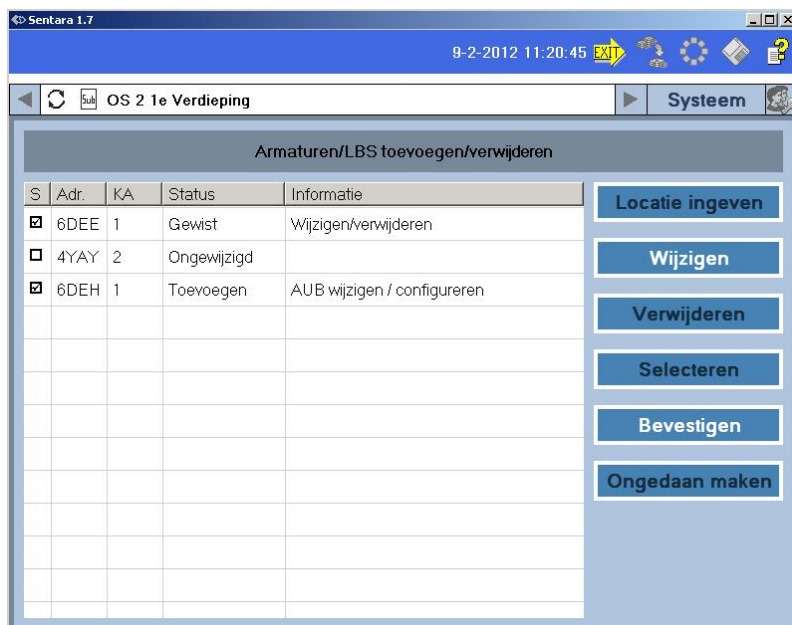 Sentara 1.7
9-2-2012 11:20:45 EXIT
Sub OS 2 1e Verdieping Systeem
Armaturen/LBS toevoegen/verwijderen
S Adr. KA Status Informatie
6DEE 1 Gewist Wijzigen/verwijderen
4YAY 2 Ongewijzigd
6DEH 1 Toevoegen AUB wijzigen / configureren
Locatie ingeven
Wijzigen
Verwijderen
Selecteren
Bevestigen
Ongedaan maken